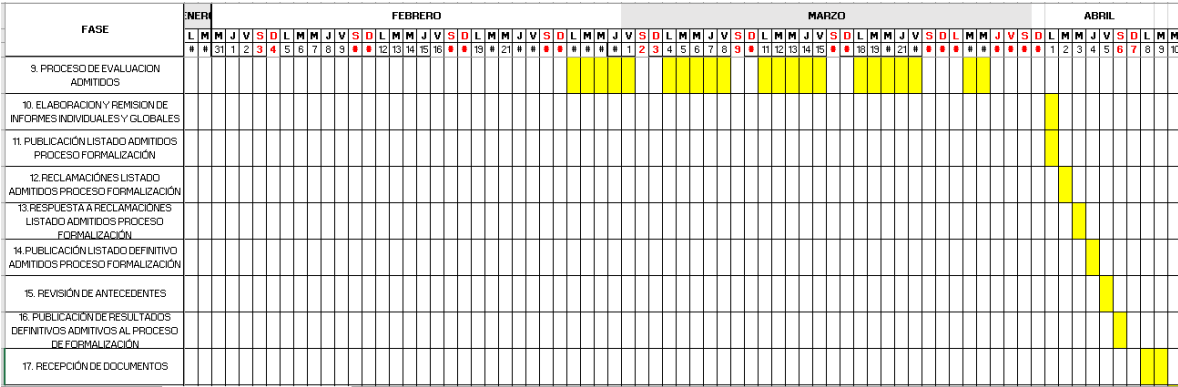 FASE ENERO FEBRERO MARZO ABRIL
L M M J V S D L M M J V S D L M M J V S D L M M J V S D L M M J V S D L M M J V S D L M M J V S D L M M J V S D L M M J V S D L M M J V S D L M M
# # 31 1 2 3 4 5 6 7 8 9 # # 12 13 14 15 16 # # 19 # 21 # # # # # # # # 1 2 3 4 5 6 7 8 9 # 11 12 13 14 15 # # 18 19 # 21 # # # # # # # # # # 1 2 3 4 5 6 7 8 9 10
9. PROCESO DE EVALUACION
ADMITIDOS
10. ELABORACION Y REMISION DE
INFORMES INDIVIDUALES Y GLOBALES
11. PUBLICACIÓN LISTADO ADMITIDOS
PROCESO FORMALIZACIÓN
12. RECLAMACIÓNES LISTADO
ADMITIDOS PROCESO FORMALIZACIÓN
13. RESPUESTA A RECLAMACIÓNES
LISTADO ADMITIDOS PROCESO
FORMALIZACIÓN
14. PUBLICACIÓN LISTADO DEFINITIVO
ADMITIDOS PROCESO FORMALIZACIÓN
15. REVISIÓN DE ANTECEDENTES
16. PUBLICACIÓN DE RESULTADOS
DEFINITIVOS ADMITIVOS AL PROCESO
DE FORMALIZACIÓN
17. RECEPCIÓN DE DOCUMENTOS